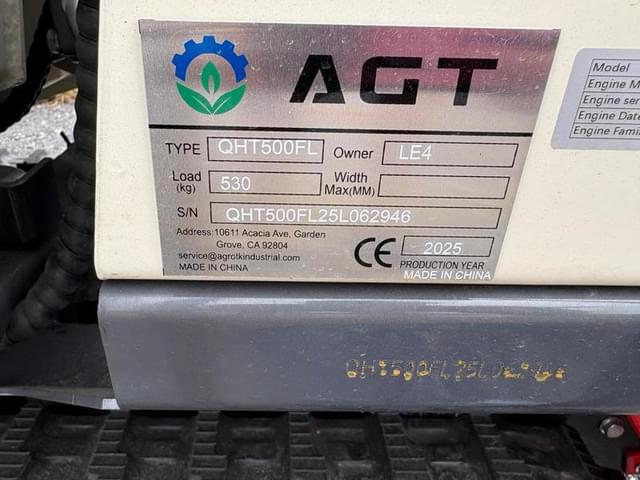 AGT
TYPE QHT500FL Owner LE4
Load (kg) 530 Width Max(MM)
S/N QHT500FL25L062946
Address:10611 Acacia Ave, Garden
Grove, CA 92804
service@agrotkindustrial.com
MADE IN CHINA
CE 2025
PRODUCTION YEAR
MADE IN CHINA
Model
Engine M
Engine ser
Engine Date
Engine Famil
QHT500FL25L062946